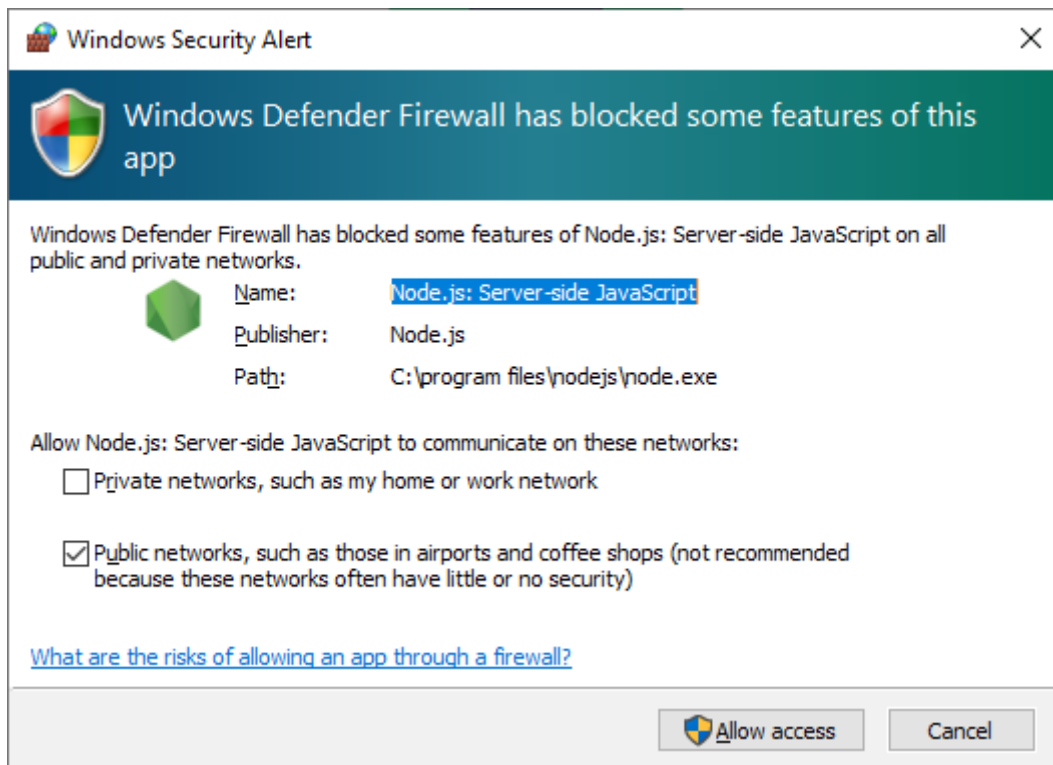 Windows Security Alert
Windows Defender Firewall has blocked some features of this
app
Windows Defender Firewall has blocked some features of Node.js: Server-side JavaScript on all
public and private networks.
Name: Node.js: Server-side JavaScript
Publisher: Node.js
Path: C:\program files\nodejs\node.exe
Allow Node.js: Server-side JavaScript to communicate on these networks:
Private networks, such as my home or work network
Public networks, such as those in airports and coffee shops (not recommended
because these networks often have little or no security)
What are the risks of allowing an app through a firewall?
Allow access Cancel